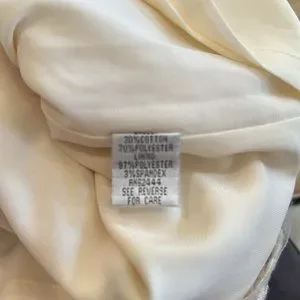 30%COTTON
70%POLYESTER
LINING
97%POLYESTER
3%SPANDEX
RN52444
SEE REVERSE
FOR CARE